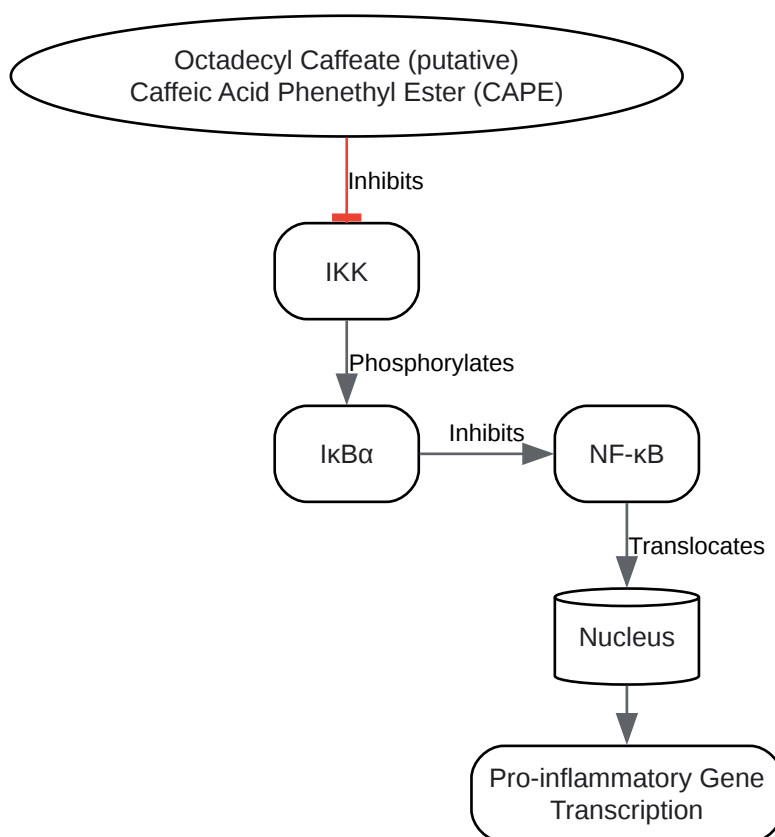 Octadecyl Caffeate (putative)
Caffeic Acid Phenethyl Ester (CAPE)
Inhibits
IKK
Phosphorylates
IκBα
Inhibits
NF-κB
Translocates
Nucleus
Pro-inflammatory Gene
Transcription